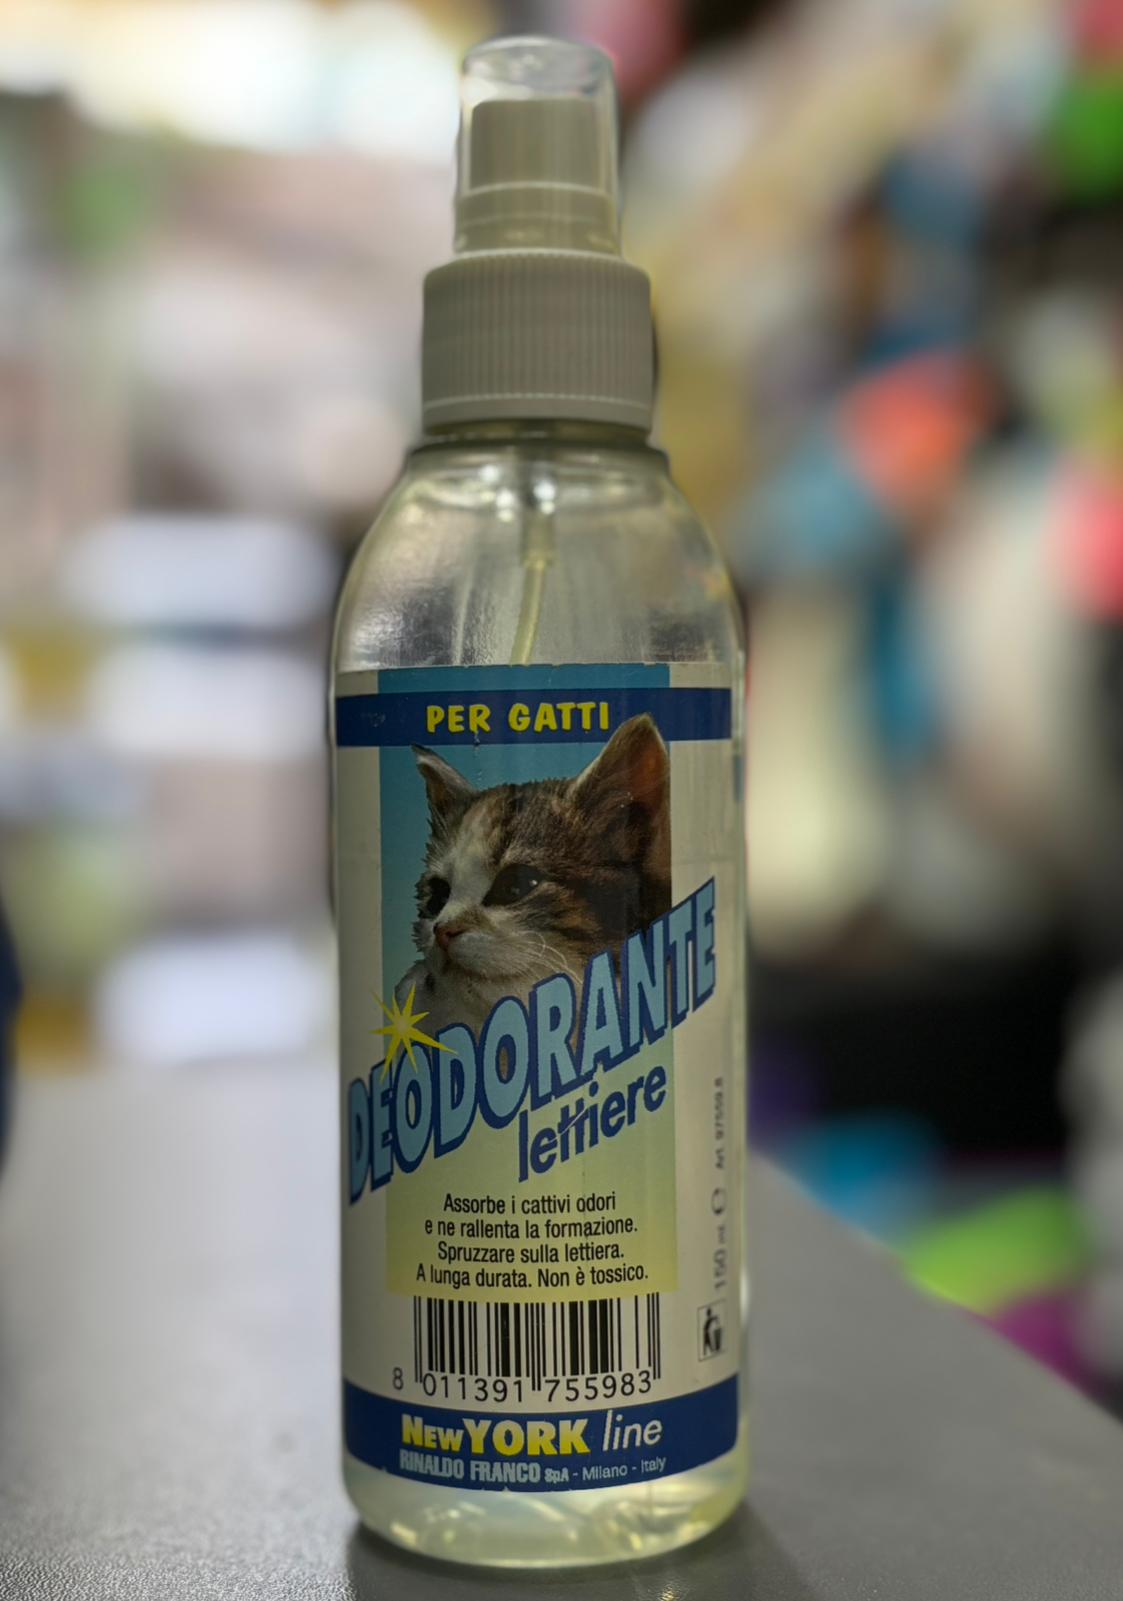 PER GATTI
DEODORANTE
lettiere
Assorbe i cattivi odori
e ne rallenta la formazione.
Spruzzare sulla lettiera.
A lunga durata. Non è tossico.
8 011391 755983
NEWYORK line
RINALDO FRANCO SpA - Milano - Italy
150 mL
Art.